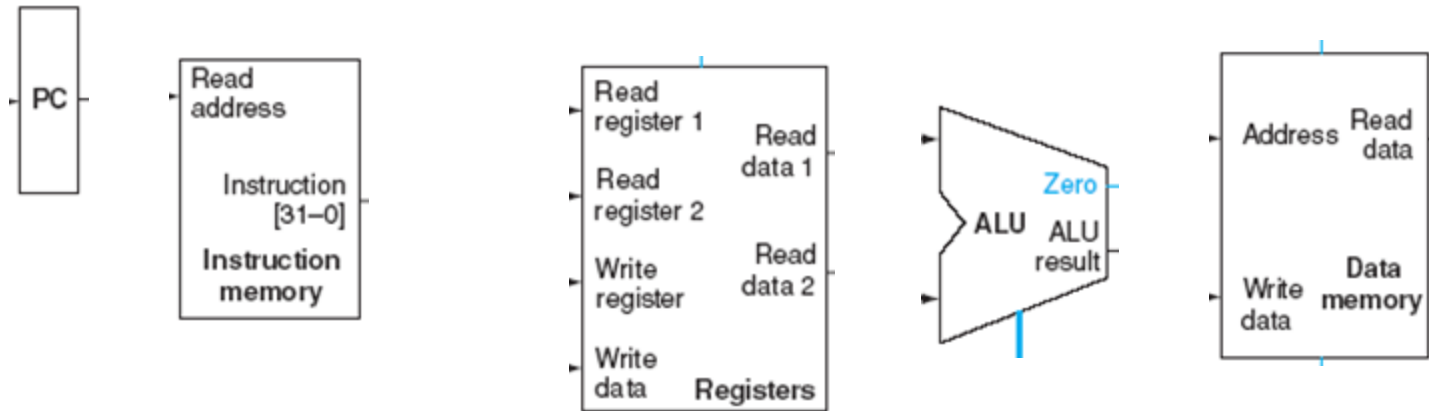 PC
Read
address
Instruction
[31–0]
Instruction
memory
Read
register 1
Read
register 2
Write
register
Write
data
Read
data 1
Read
data 2
Registers
Zero
ALU
ALU
result
Address
Read
data
Write
data
Data
memory